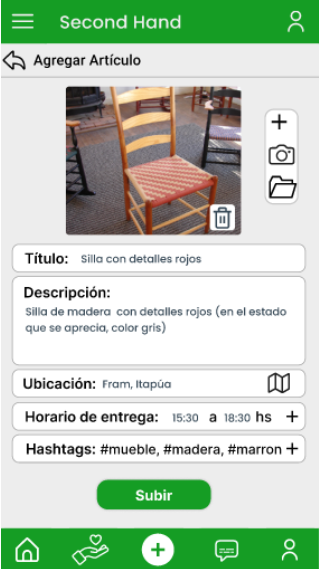 Second Hand
Agregar Artículo
Título: Silla con detalles rojos
Descripción:
Silla de madera con detalles rojos (en el estado
que se aprecia, color gris)
Ubicación: Fram, Itapúa
Horario de entrega: 15:30 a 18:30 hs +
Hashtags: #mueble, #madera, #marron +
Subir